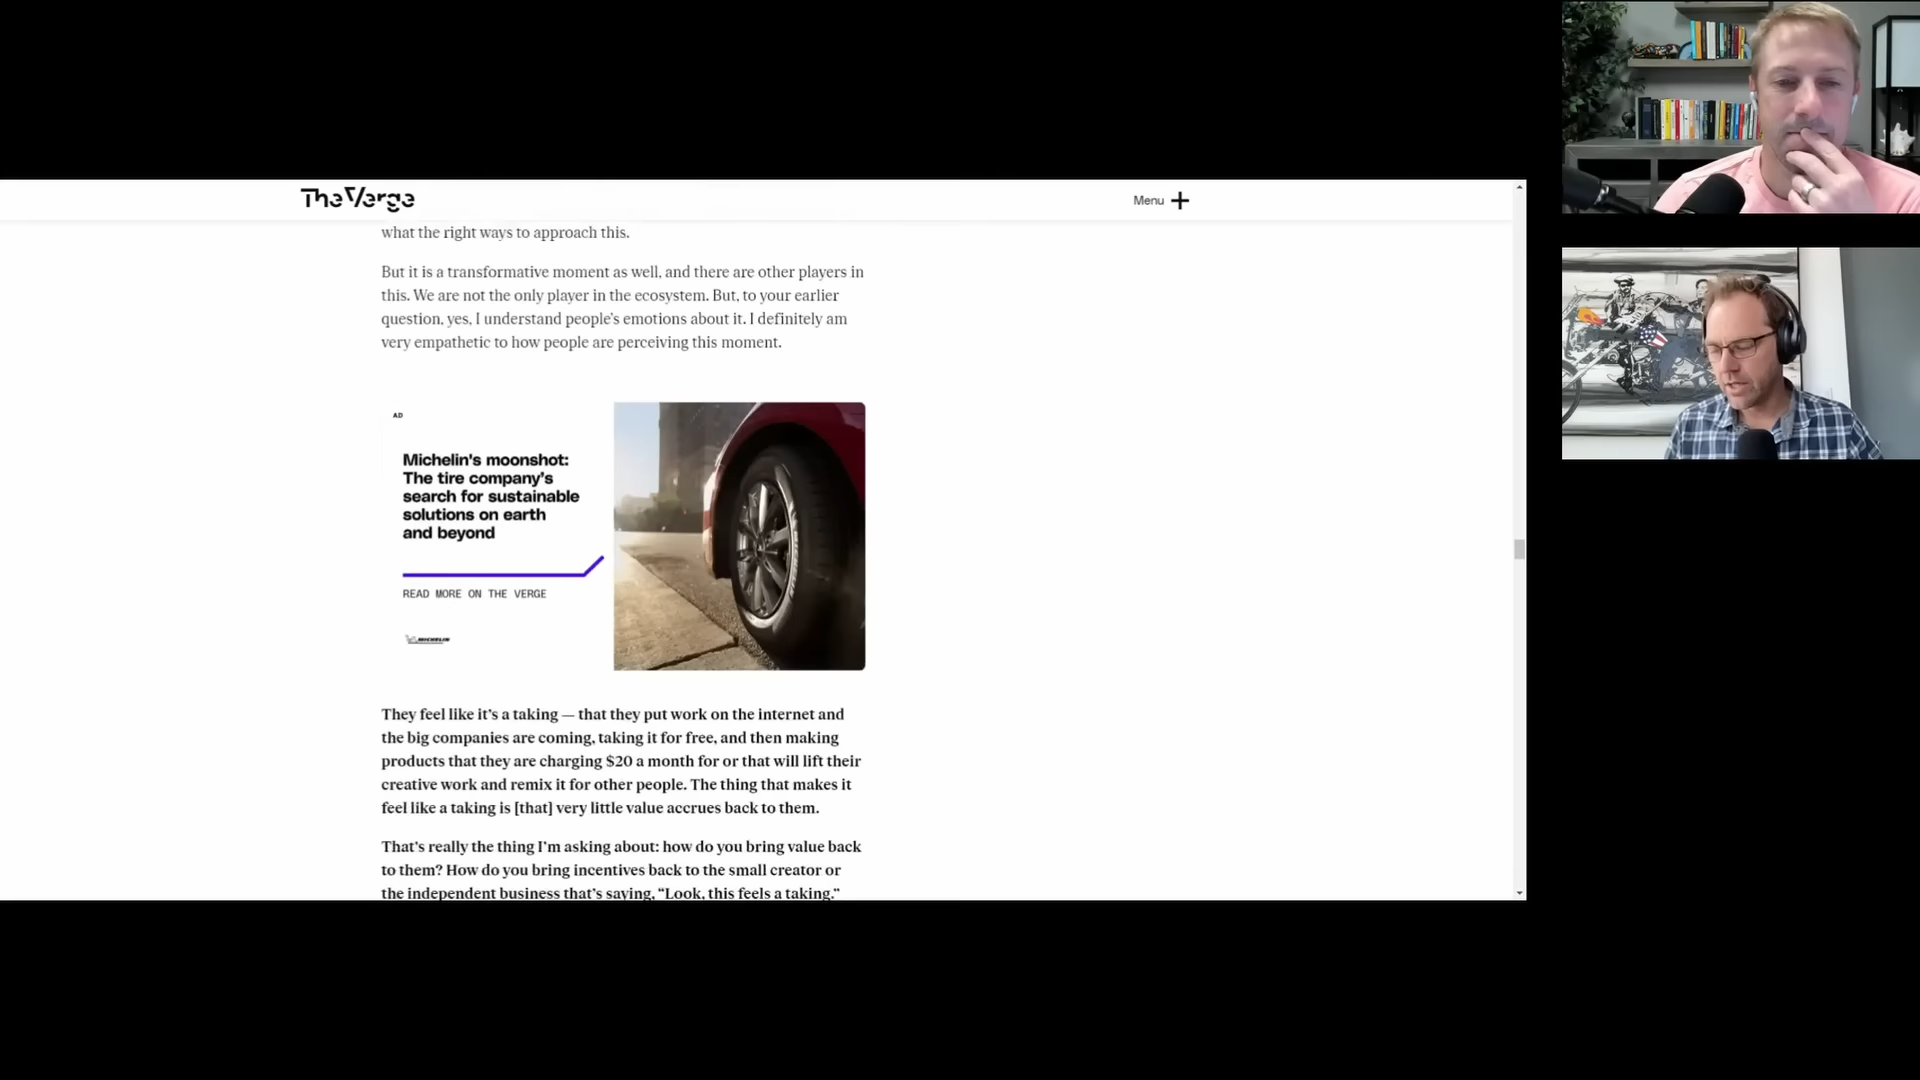 TheVerge
Menu
what the right ways to approach this.
But it is a transformative moment as well, and there are other players in
this. We are not the only player in the ecosystem. But, to your earlier
question, yes, I understand people’s emotions about it. I definitely am
very empathetic to how people are perceiving this moment.
AD
Michelin's moonshot:
The tire company's
search for sustainable
solutions on earth
and beyond
READ MORE ON THE VERGE
MICHELIN
They feel like it’s a taking — that they put work on the internet and
the big companies are coming, taking it for free, and then making
products that they are charging $20 a month for or that will lift their
creative work and remix it for other people. The thing that makes it
feel like a taking is [that] very little value accrues back to them.
That’s really the thing I’m asking about: how do you bring value back
to them? How do you bring incentives back to the small creator or
the independent business that’s saying, “Look, this feels a taking.”